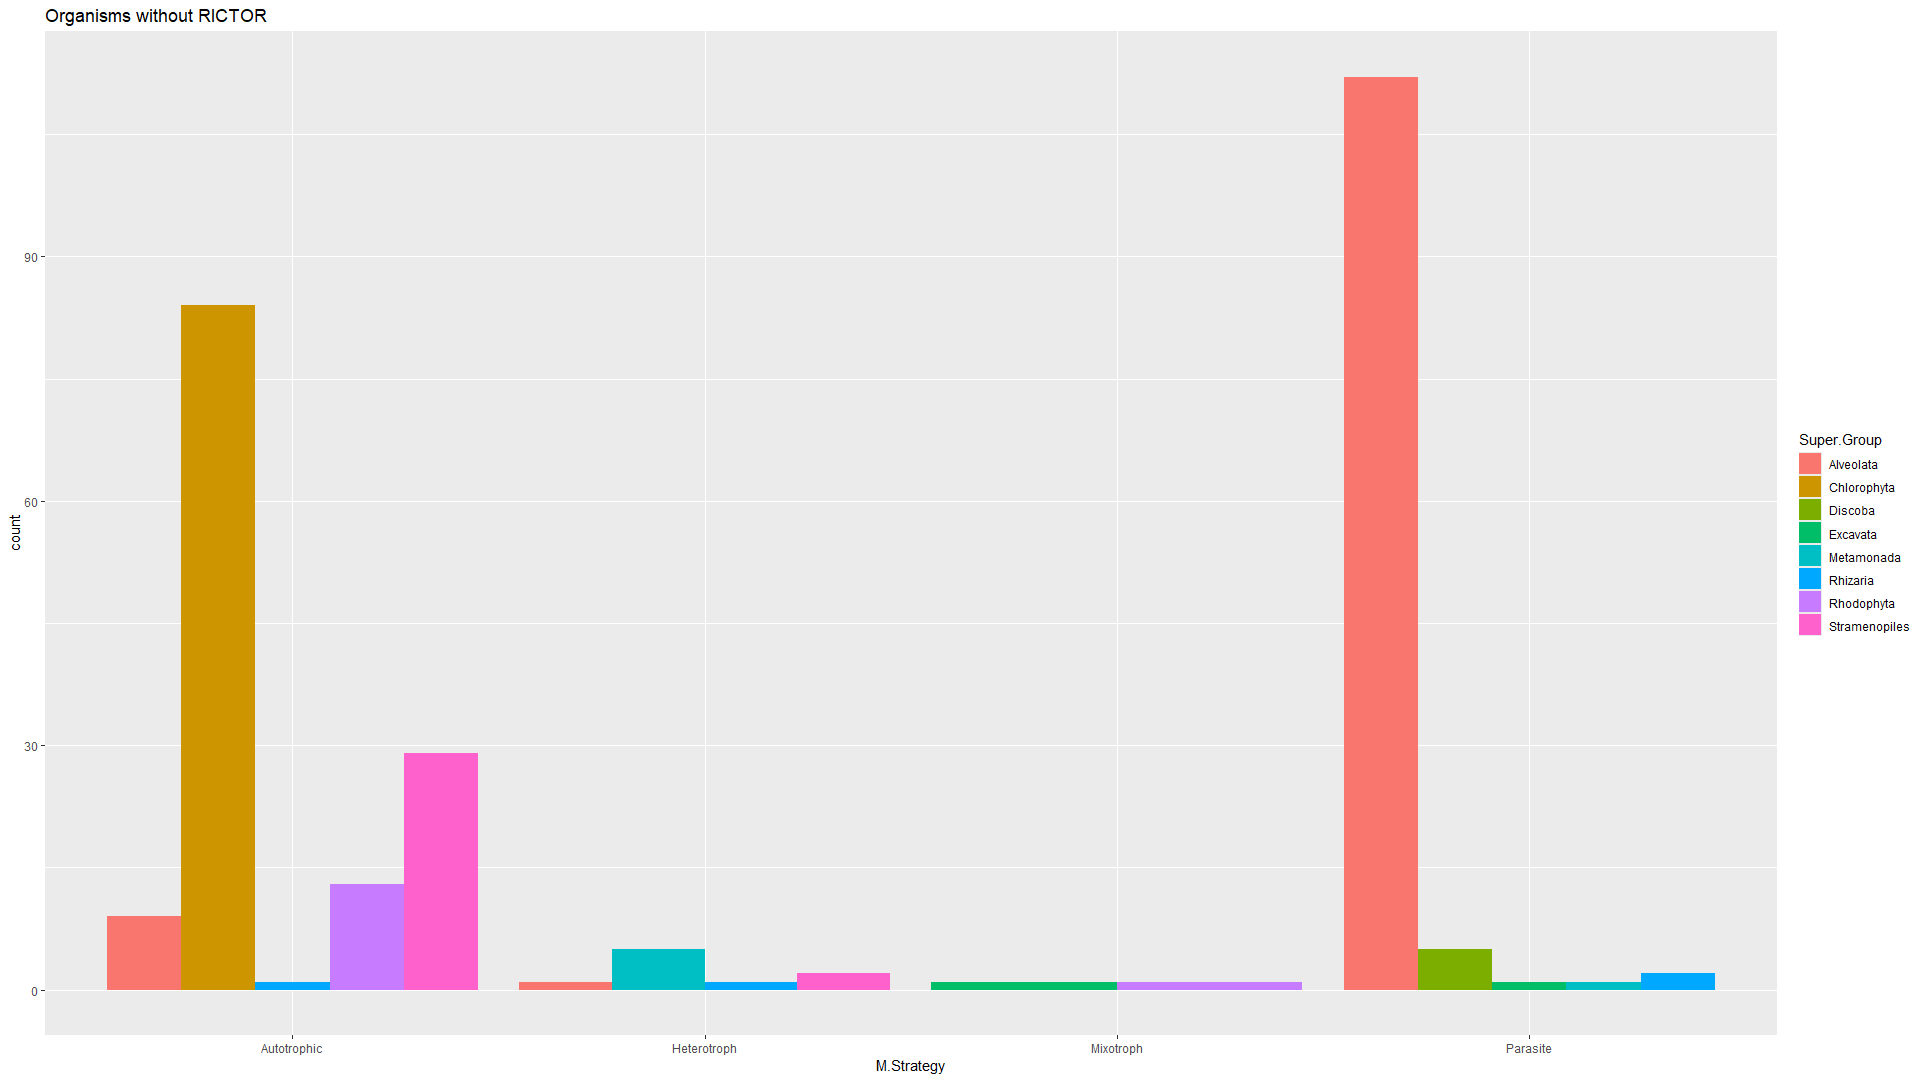 Organisms without RICTOR
count
90
60
30
0
Autotrophic
Heterotroph
Mixotroph
Parasite
M.Strategy
Super.Group
Alveolata
Chlorophyta
Discoba
Excavata
Metamonada
Rhizaria
Rhodophyta
Stramenopiles